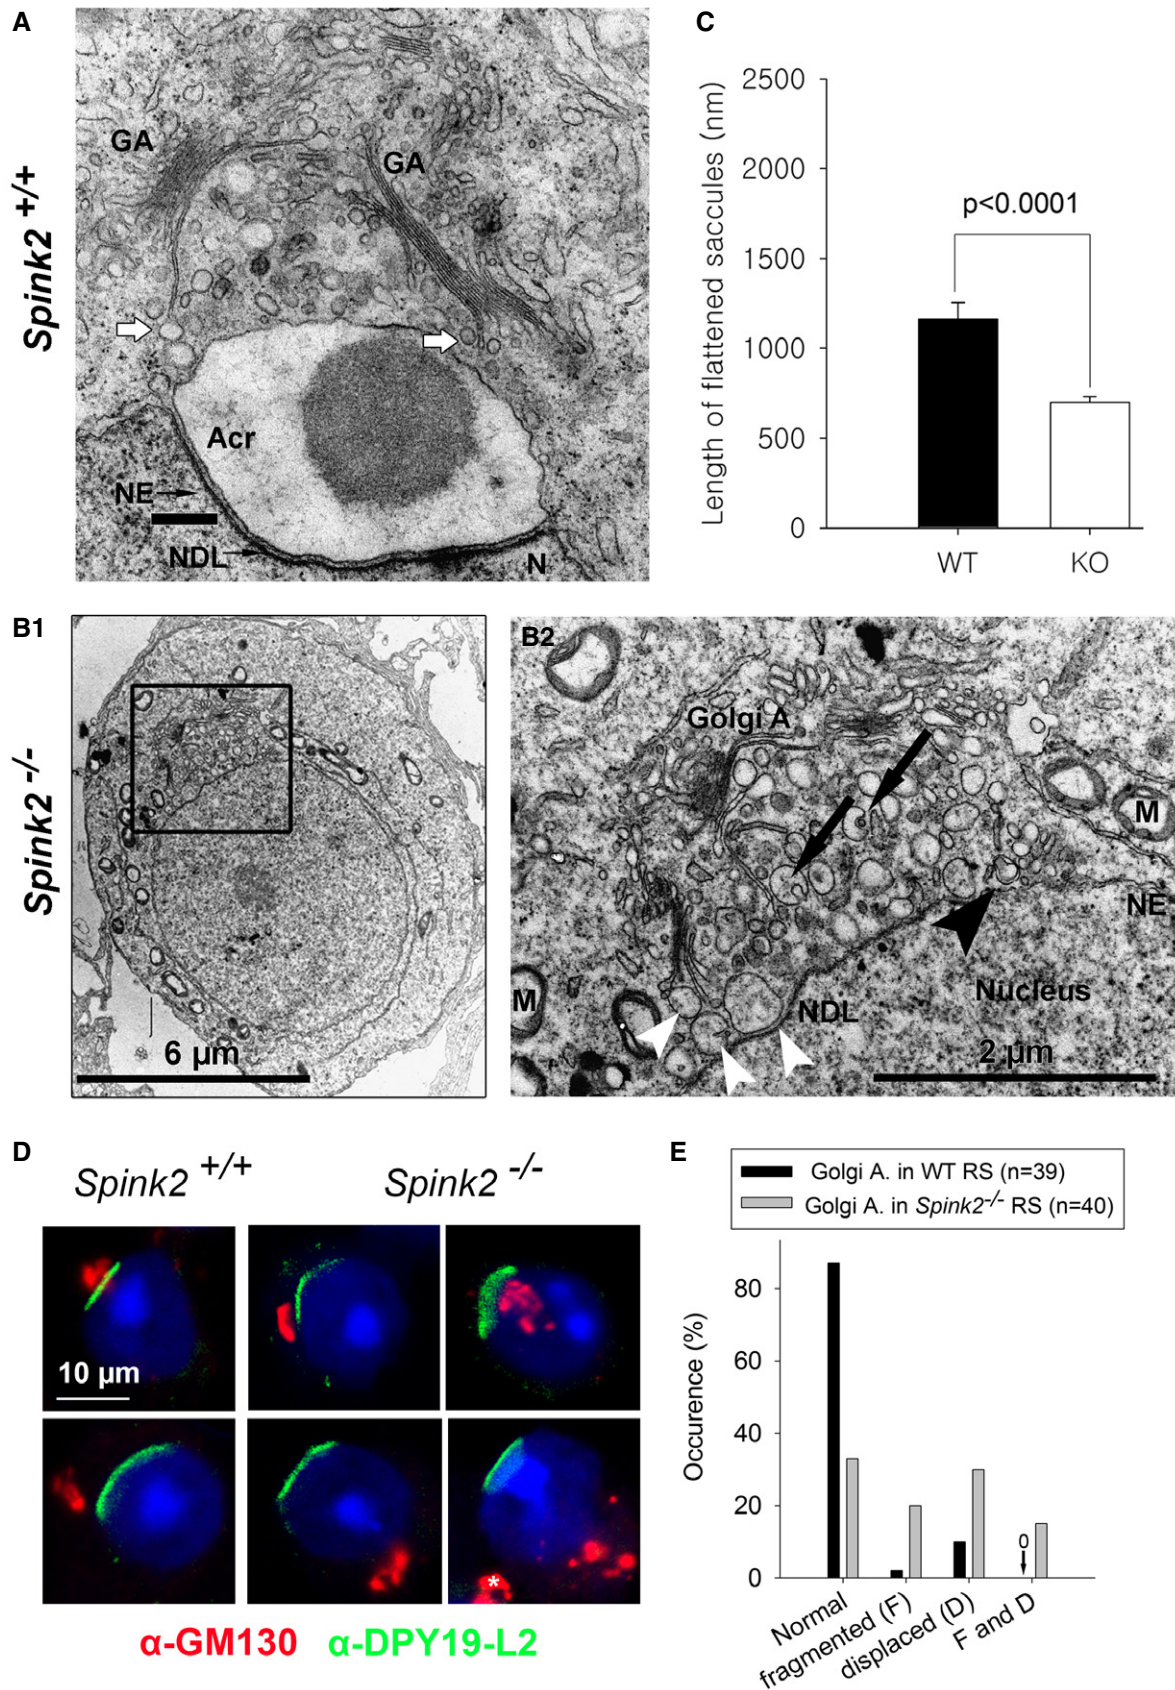 A
Spink2 +/+
GA
GA
Acr
NE
NDL
N
C
Length of flattened saccules (nm)
2500
2000
1500
1000
500
0
p<0.0001
WT
KO
B1
Spink2 -/-
6 µm
B2
Golgi A
M
NE
Nucleus
M
NDL
2 µm
D
Spink2 +/+
Spink2 -/-
10 µm
*
α-GM130 α-DPY19-L2
E
Golgi A. in WT RS (n=39)
Golgi A. in Spink2-/- RS (n=40)
Occurence (%)
80
60
40
20
0
0
Normal
fragmented (F)
displaced (D)
F and D